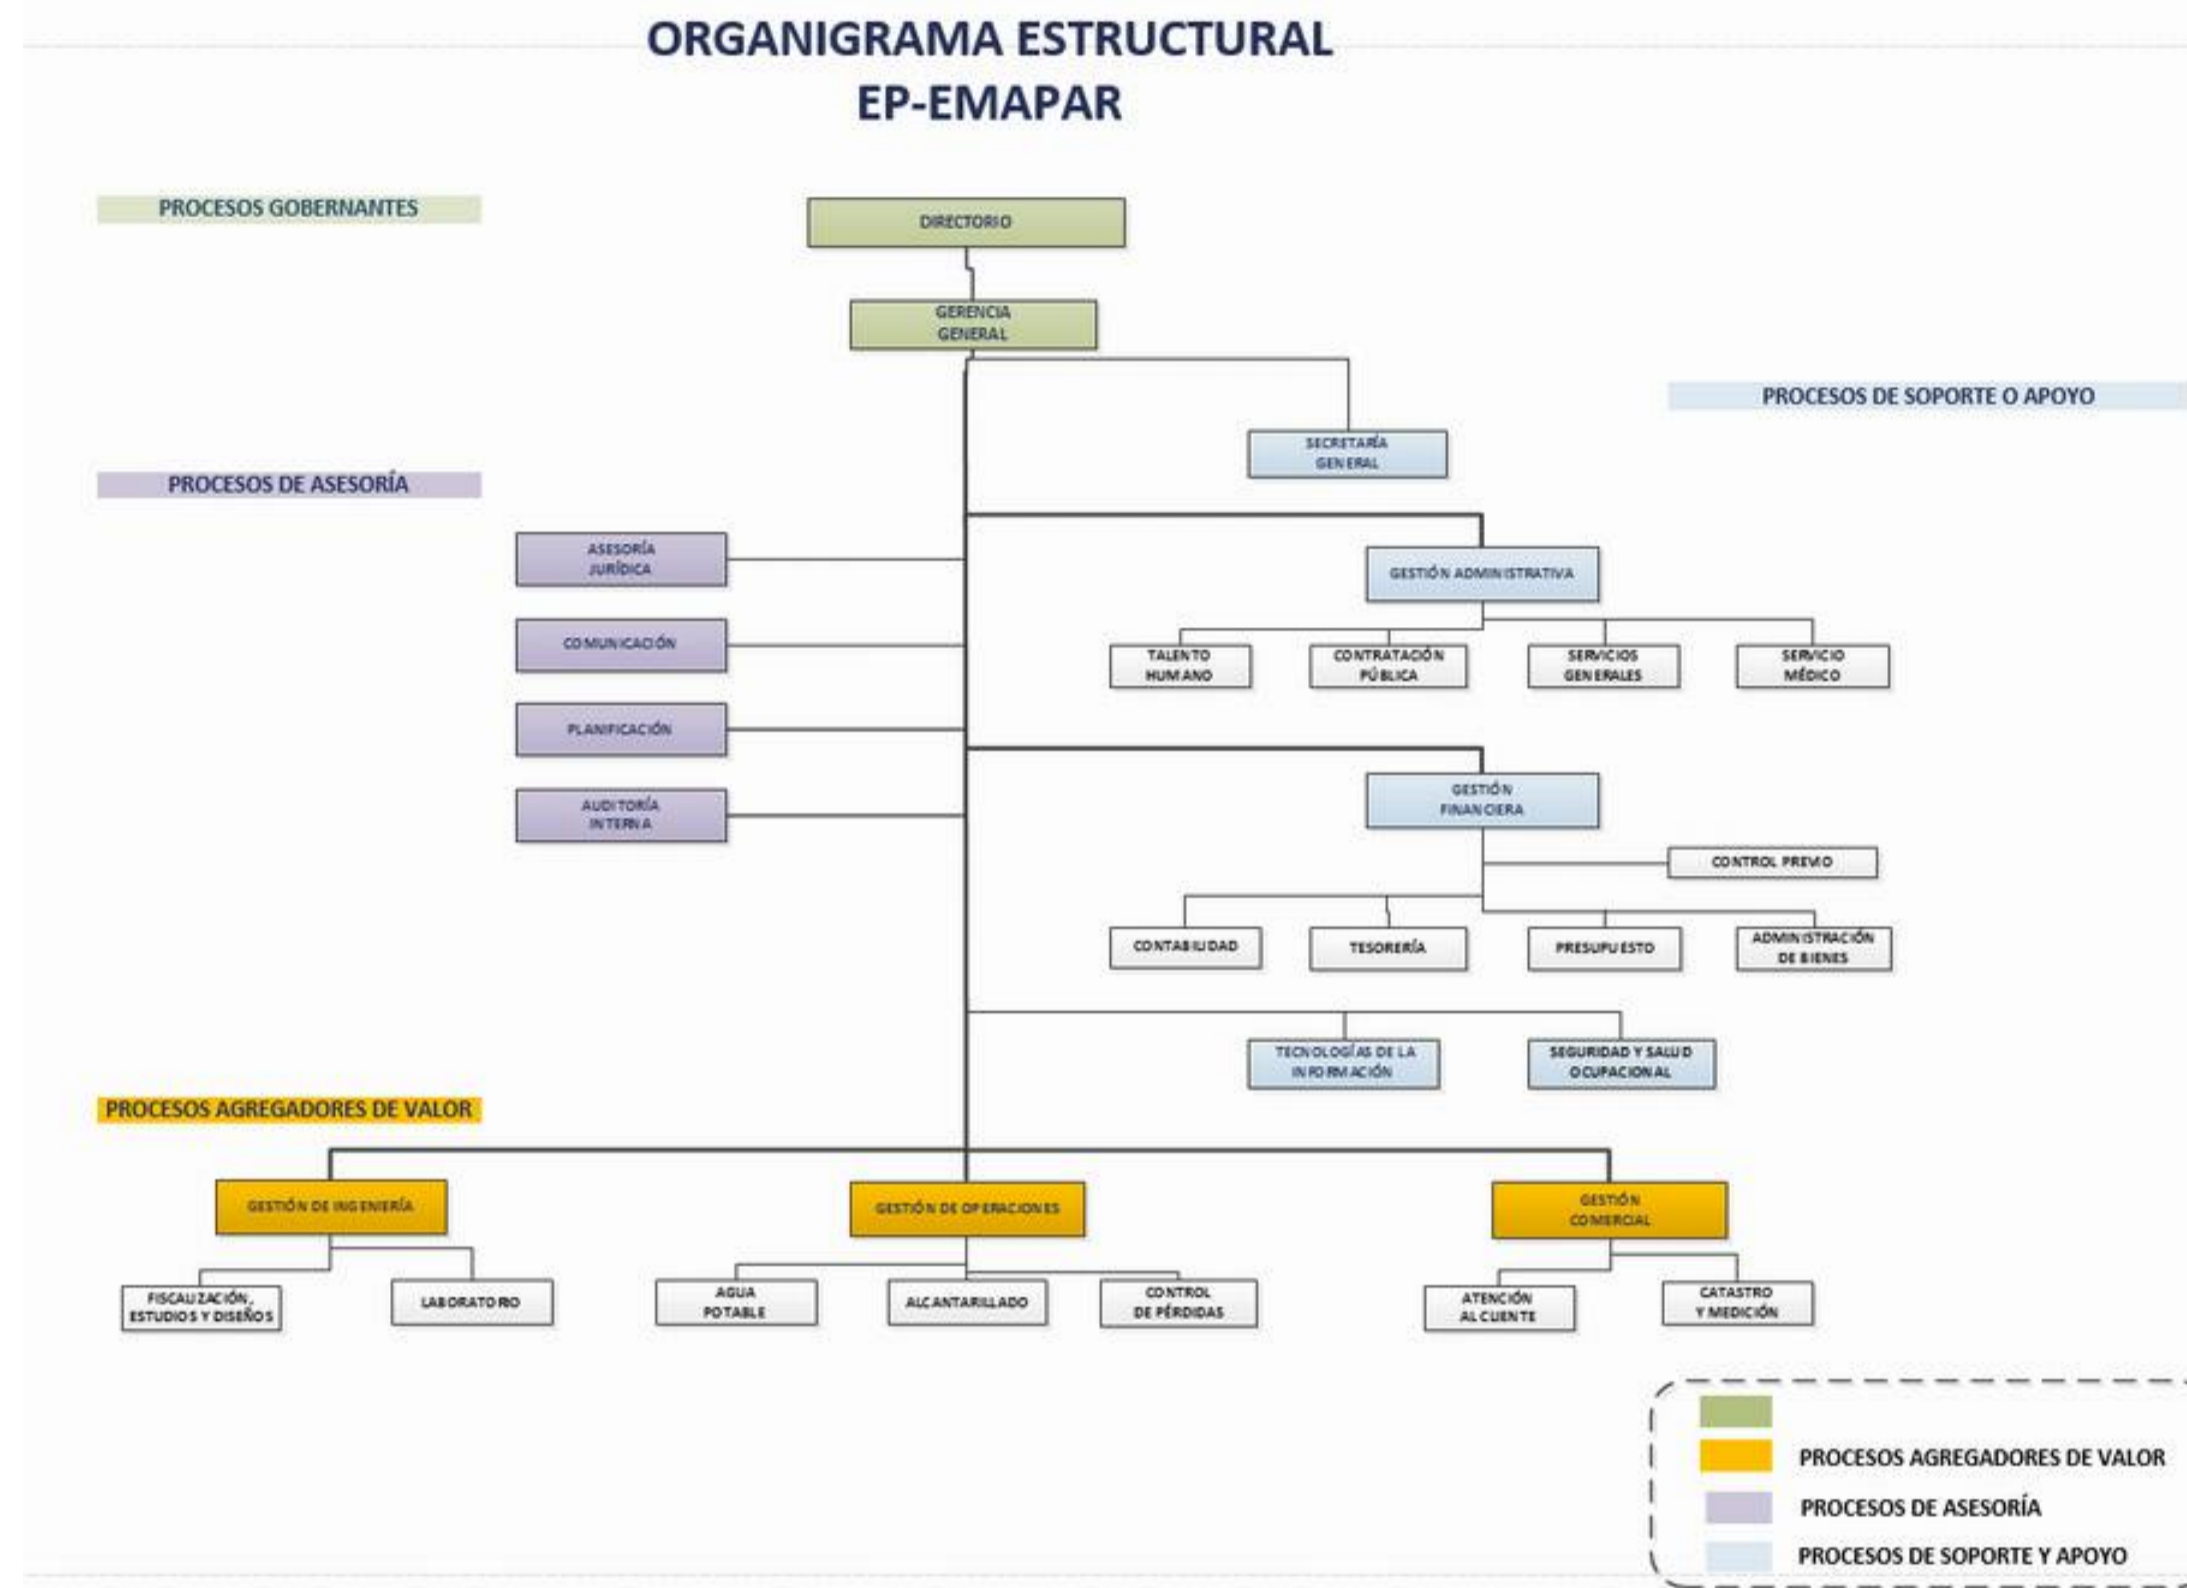 ORGANIGRAMA ESTRUCTURAL
EP-EMAPAR
PROCESOS GOBERNANTES
DIRECTORIO
GERENCIA
GENERAL
PROCESOS DE SOPORTE O APOYO
SECRETARÍA
GENERAL
PROCESOS DE ASESORÍA
ASESORÍA
JURÍDICA
COMUNICACIÓN
PLANIFICACIÓN
AUDITORÍA
INTERNA
GESTIÓN ADMINISTRATIVA
TALENTO
HUMANO
CONTRATACIÓN
PÚBLICA
SERVICIOS
GENERALES
SERVICIO
MÉDICO
GESTIÓN
FINANCIERA
CONTROL PREVIO
CONTABILIDAD
TESORERÍA
PRESUPUESTO
ADMINISTRACIÓN
DE BIENES
TECNOLOGÍAS DE LA
INFORMACIÓN
SEGURIDAD Y SALUD
OCUPACIONAL
PROCESOS AGREGADORES DE VALOR
GESTIÓN DE INGENIERÍA
FISCALIZACIÓN,
ESTUDIOS Y DISEÑOS
LABORATORIO
GESTIÓN DE OPERACIONES
AGUA
POTABLE
ALCANTARILLADO
CONTROL
DE PÉRDIDAS
GESTIÓN
COMERCIAL
ATENCIÓN
AL CLIENTE
CATASTRO
Y MEDICIÓN
PROCESOS AGREGADORES DE VALOR
PROCESOS DE ASESORÍA
PROCESOS DE SOPORTE Y APOYO